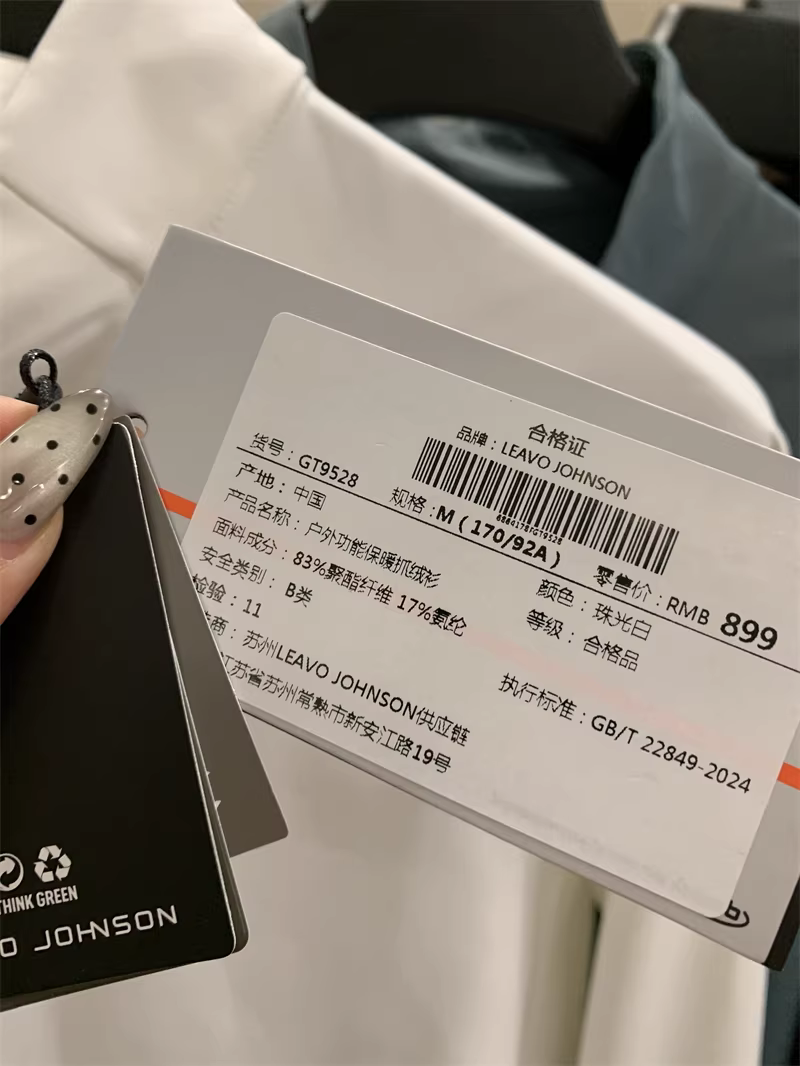 合格证
品牌：LEAVO JOHNSON
货号：GT9528
规格：M（170/92A）
零售价：RMB 899
产地：中国
颜色：珠光白
产品名称：户外功能保暖抓绒衫
等级：合格品
面料成分：83%聚酯纤维 17%氨纶
安全类别：B类
执行标准：GB/T 22849-2024
检验：11
商：苏州LEAVO JOHNSON供应链
江苏省苏州常熟市新安江路19号
THINK GREEN
O JOHNSON